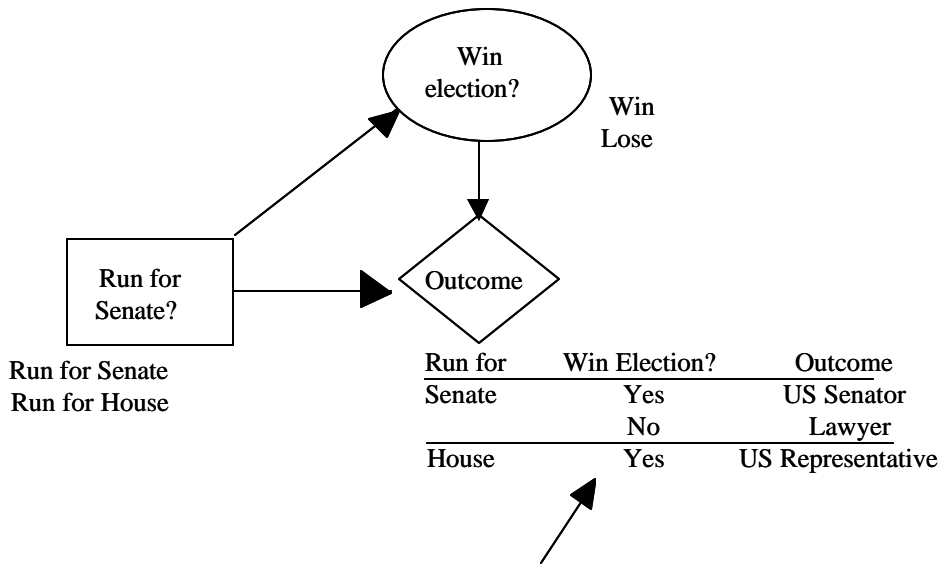 Win
election?
Win
Lose
Run for
Senate?
Outcome
Run for Senate
Run for House
Run for Win Election? Outcome
Senate Yes US Senator
No Lawyer
House Yes US Representative